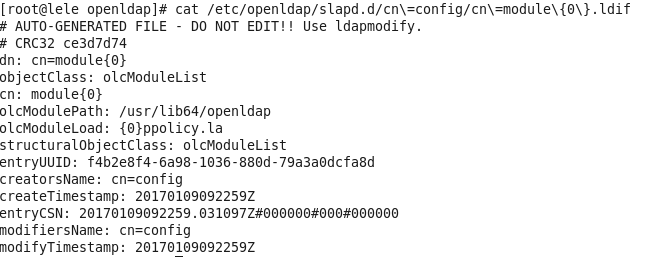 [root@lele openldap]# cat /etc/openldap/slapd.d/cn\=config/cn\=module\{0\}.ldif
# AUTO-GENERATED FILE - DO NOT EDIT!! Use ldapmodify.
# CRC32 ce3d7d74
dn: cn=module{0}
objectClass: olcModuleList
cn: module{0}
olcModulePath: /usr/lib64/openldap
olcModuleLoad: {0}ppolicy.la
structuralObjectClass: olcModuleList
entryUUID: f4b2e8f4-6a98-1036-880d-79a3a0dcfa8d
creatorsName: cn=config
createTimestamp: 20170109092259Z
entryCSN: 20170109092259.031097Z#000000#000#000000
modifiersName: cn=config
modifyTimestamp: 20170109092259Z